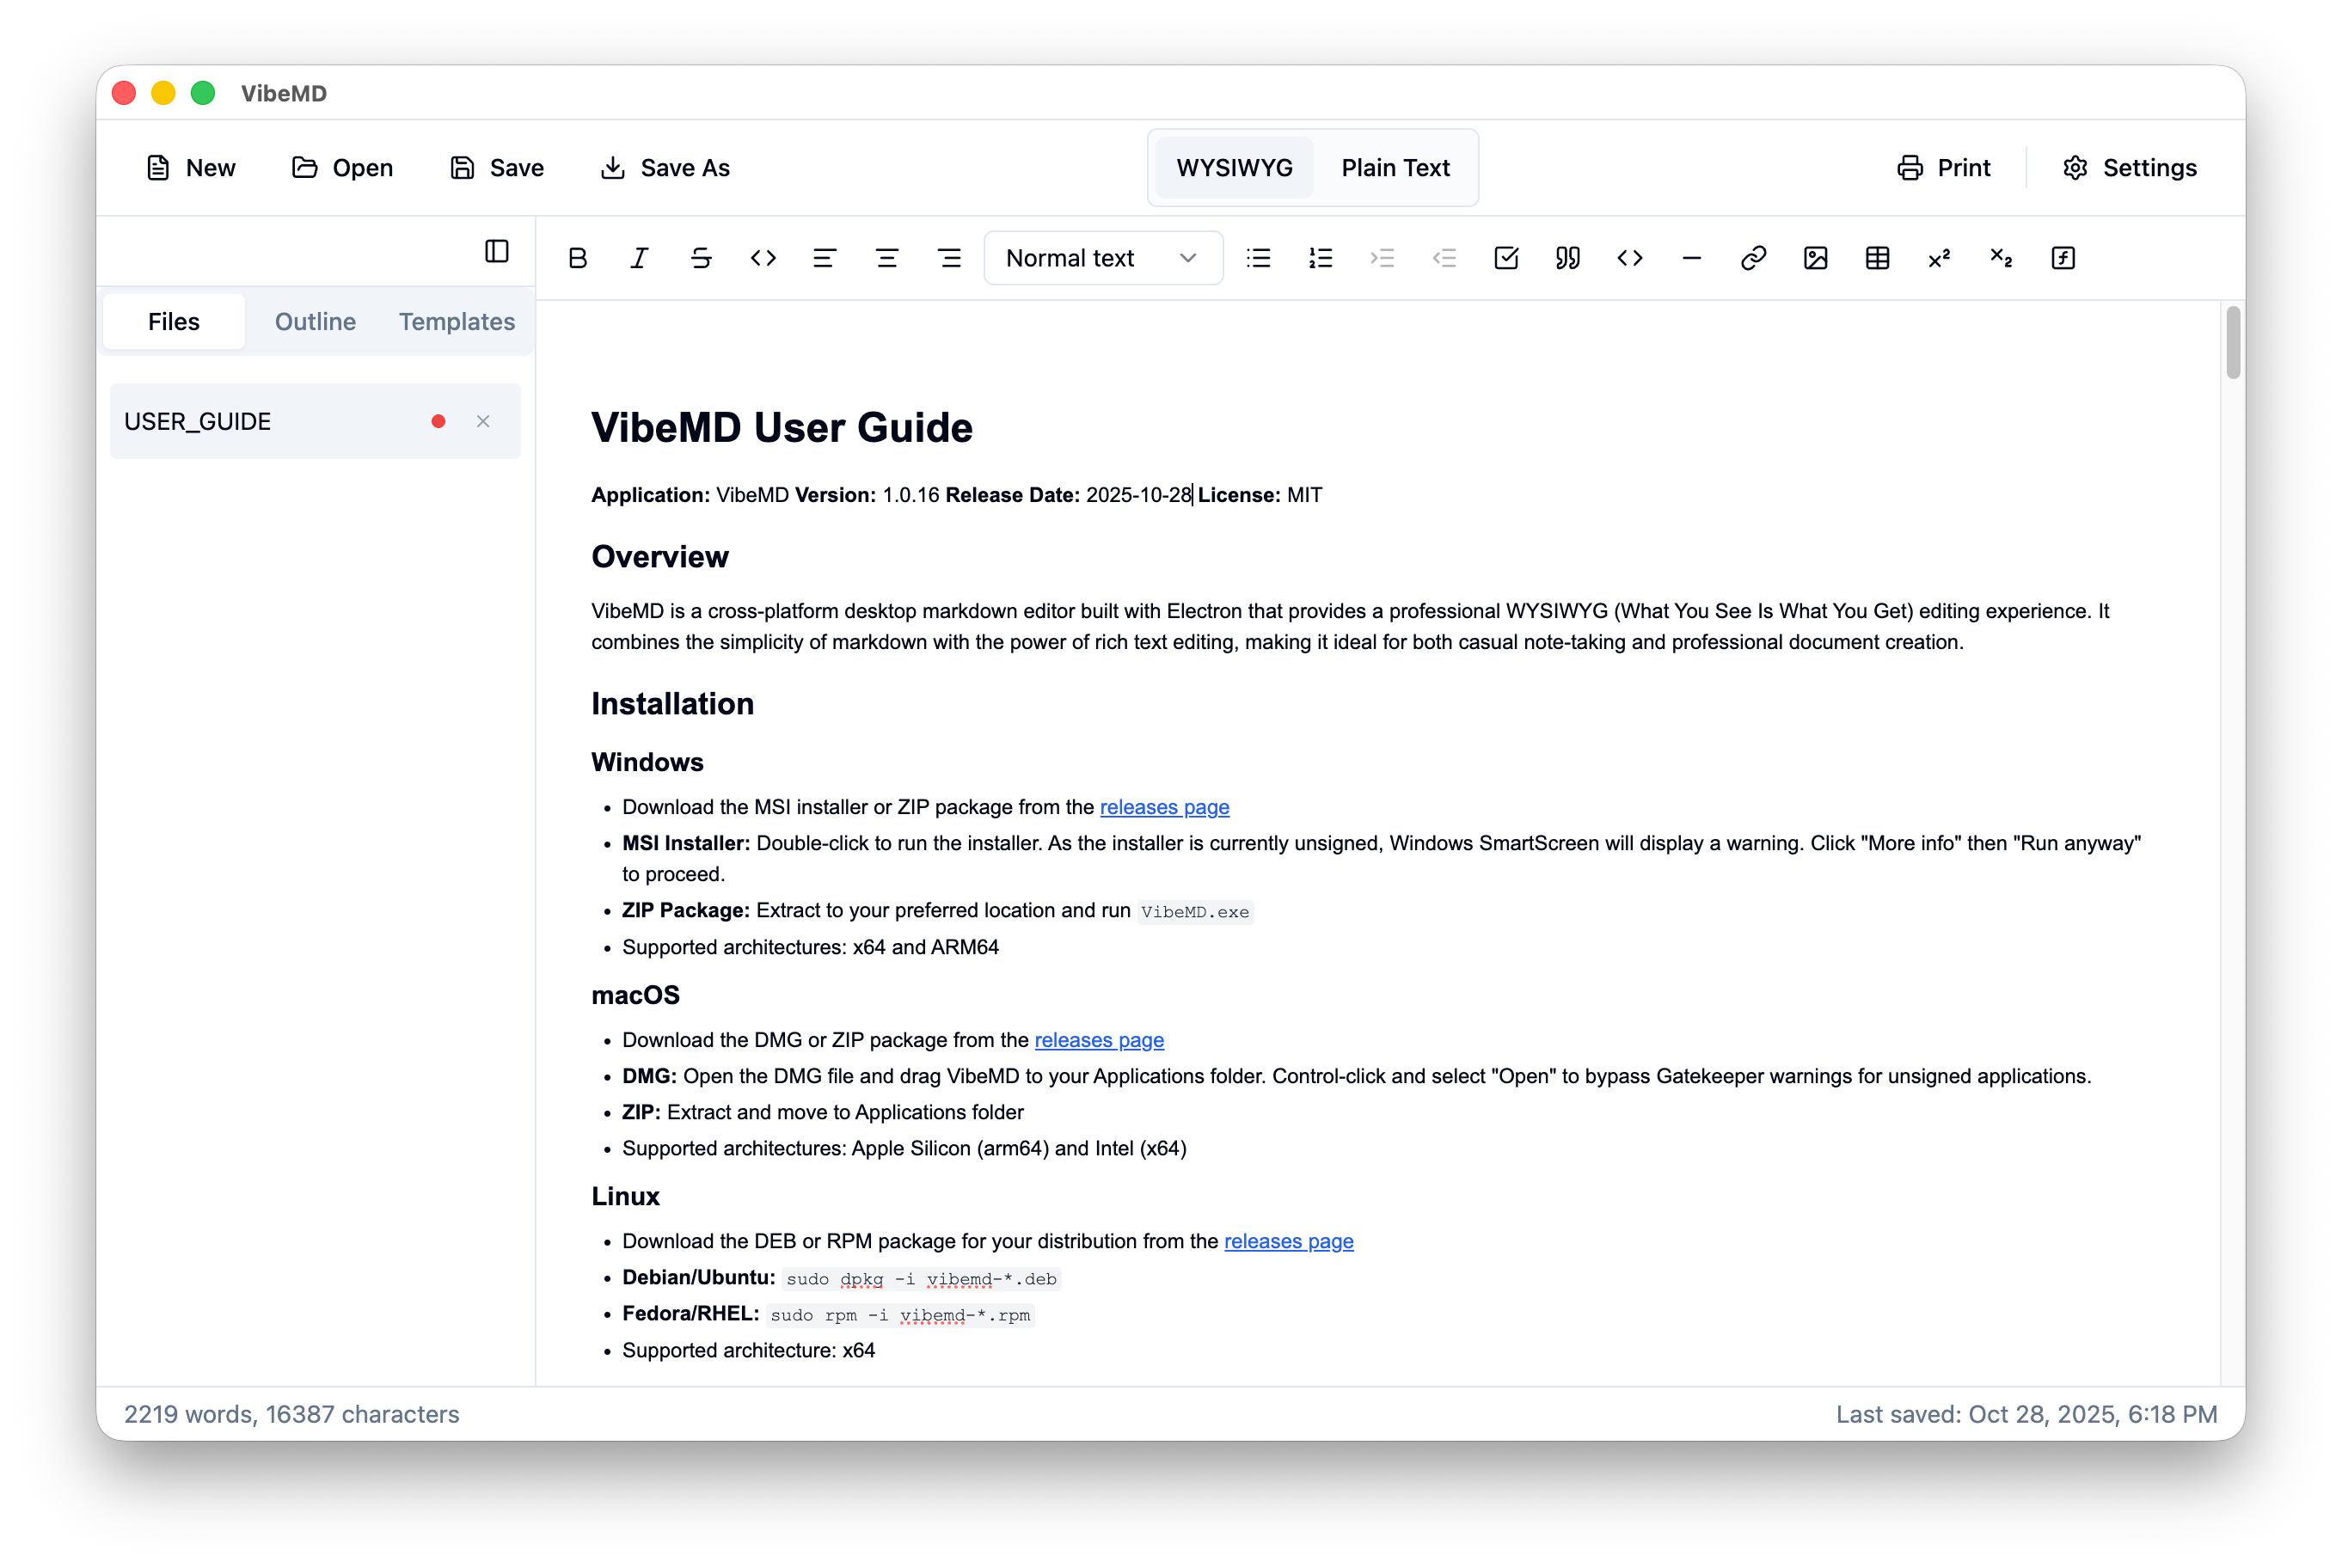 VibeMD
New Open Save Save As WYSIWYG Plain Text Print Settings
Normal text
Files Outline Templates
USER_GUIDE
VibeMD User Guide
Application: VibeMD Version: 1.0.16 Release Date: 2025-10-28 License: MIT
Overview
VibeMD is a cross-platform desktop markdown editor built with Electron that provides a professional WYSIWYG (What You See Is What You Get) editing experience. It
combines the simplicity of markdown with the power of rich text editing, making it ideal for both casual note-taking and professional document creation.
Installation
Windows
• Download the MSI installer or ZIP package from the releases page
• MSI Installer: Double-click to run the installer. As the installer is currently unsigned, Windows SmartScreen will display a warning. Click "More info" then "Run anyway"
to proceed.
• ZIP Package: Extract to your preferred location and run VibeMD.exe
• Supported architectures: x64 and ARM64
macOS
• Download the DMG or ZIP package from the releases page
• DMG: Open the DMG file and drag VibeMD to your Applications folder. Control-click and select "Open" to bypass Gatekeeper warnings for unsigned applications.
• ZIP: Extract and move to Applications folder
• Supported architectures: Apple Silicon (arm64) and Intel (x64)
Linux
• Download the DEB or RPM package for your distribution from the releases page
• Debian/Ubuntu: sudo dpkg -i vibemd-*.deb
• Fedora/RHEL: sudo rpm -i vibemd-*.rpm
• Supported architecture: x64
2219 words, 16387 characters
Last saved: Oct 28, 2025, 6:18 PM